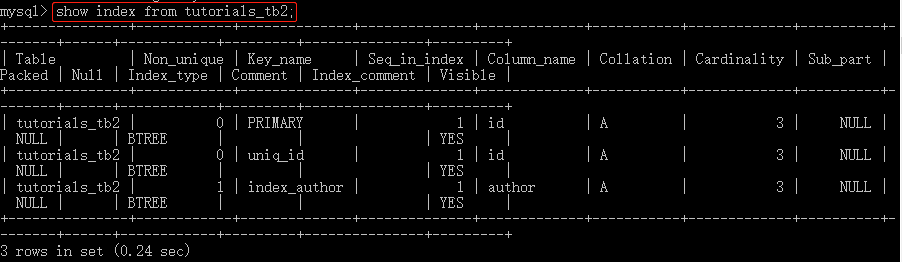 mysql> show index from tutorials_tb2;
+-------------+------------+--------------+--------------+-------------+-----------+-------------+----------+-
-------+------+------------+---------+---------------+---------+
| Table | Non_unique | Key_name | Seq_in_index | Column_name | Collation | Cardinality | Sub_part |
Packed | Null | Index_type | Comment | Index_comment | Visible |
+-------------+------------+--------------+--------------+-------------+-----------+-------------+----------+-
-------+------+------------+---------+---------------+---------+
| tutorials_tb2 | 0 | PRIMARY | 1 | id | A | 3 | NULL |
NULL | | BTREE | | | YES |
| tutorials_tb2 | 0 | uniq_id | 1 | id | A | 3 | NULL |
NULL | | BTREE | | | YES |
| tutorials_tb2 | 1 | index_author | 1 | author | A | 3 | NULL |
NULL | | BTREE | | | YES |
+-------------+------------+--------------+--------------+-------------+-----------+-------------+----------+-
-------+------+------------+---------+---------------+---------+
3 rows in set (0.24 sec)